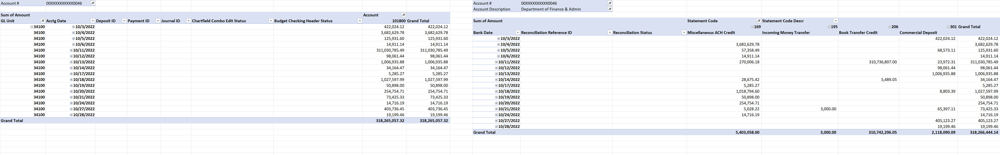 Account # 00XXXXXXXXXX0046 Account # 00XXXXXXXXXX0046
Account Description Department of Finance & Admin
Sum of Amount Account
GL Unit Acctg Date Deposit ID Payment ID Journal ID Chartfield Combo Edit Status Budget Checking Header Status 101800 Grand Total Sum of Amount Statement Code Statement Code Descr
34100 10/3/2022 422,024.12 422,024.12 169 195 206 301 Grand Total
34100 10/4/2022 3,682,629.78 3,682,629.78 Bank Date Reconciliation Reference ID Reconciliation Status Miscellaneous ACH Credit Incoming Money Transfer Book Transfer Credit Commercial Deposit
34100 10/5/2022 125,931.60 125,931.60 10/3/2022 422,024.12 422,024.12
34100 10/6/2022 14,911.14 14,911.14 10/4/2022 3,682,629.78 3,682,629.78
34100 10/11/2022 311,030,785.49 311,030,785.49 10/5/2022 57,358.49 68,573.11 125,931.60
34100 10/12/2022 98,061.44 98,061.44 10/6/2022 14,911.14 14,911.14
34100 10/13/2022 1,006,935.88 1,006,935.88 10/11/2022 270,006.18 310,736,807.00 23,972.31 311,030,785.49
34100 10/14/2022 34,164.47 34,164.47 10/12/2022 98,061.44 98,061.44
34100 10/17/2022 5,285.27 5,285.27 10/13/2022 1,006,935.88 1,006,935.88
34100 10/18/2022 1,027,597.99 1,027,597.99 10/14/2022 28,675.42 5,489.05 34,164.47
34100 10/19/2022 50,898.00 50,898.00 10/17/2022 5,285.27 5,285.27
34100 10/20/2022 254,754.71 254,754.71 10/18/2022 1,018,794.60 8,803.39 1,027,597.99
34100 10/21/2022 73,425.33 73,425.33 10/19/2022 50,898.00 50,898.00
34100 10/24/2022 14,716.19 14,716.19 10/20/2022 254,754.71 254,754.71
34100 10/27/2022 403,736.45 403,736.45 10/21/2022 5,028.22 3,000.00 65,397.11 73,425.33
34100 10/28/2022 19,199.46 19,199.46 10/24/2022 14,716.19 14,716.19
Grand Total 318,265,057.32 318,265,057.32 10/27/2022 405,123.27 405,123.27
10/28/2022 19,199.46 19,199.46
Grand Total 5,403,058.00 3,000.00 310,742,296.05 2,118,090.09 318,266,444.14